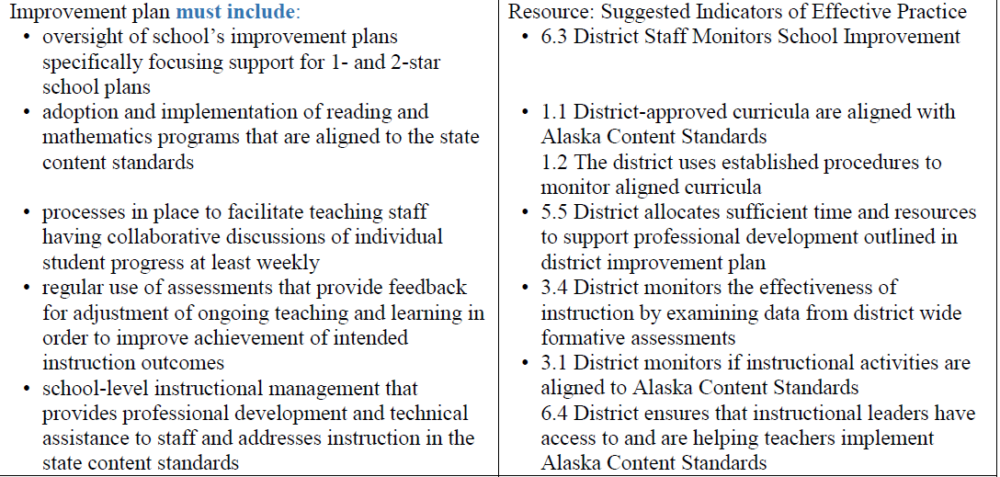 Improvement plan must include:
• oversight of school’s improvement plans
specifically focusing support for 1- and 2-star
school plans
• adoption and implementation of reading and
mathematics programs that are aligned to the state
content standards
• processes in place to facilitate teaching staff
having collaborative discussions of individual
student progress at least weekly
• regular use of assessments that provide feedback
for adjustment of ongoing teaching and learning in
order to improve achievement of intended
instruction outcomes
• school-level instructional management that
provides professional development and technical
assistance to staff and addresses instruction in the
state content standards
Resource: Suggested Indicators of Effective Practice
• 6.3 District Staff Monitors School Improvement
• 1.1 District-approved curricula are aligned with
Alaska Content Standards
1.2 The district uses established procedures to
monitor aligned curricula
• 5.5 District allocates sufficient time and resources
to support professional development outlined in
district improvement plan
• 3.4 District monitors the effectiveness of
instruction by examining data from district wide
formative assessments
• 3.1 District monitors if instructional activities are
aligned to Alaska Content Standards
6.4 District ensures that instructional leaders have
access to and are helping teachers implement
Alaska Content Standards